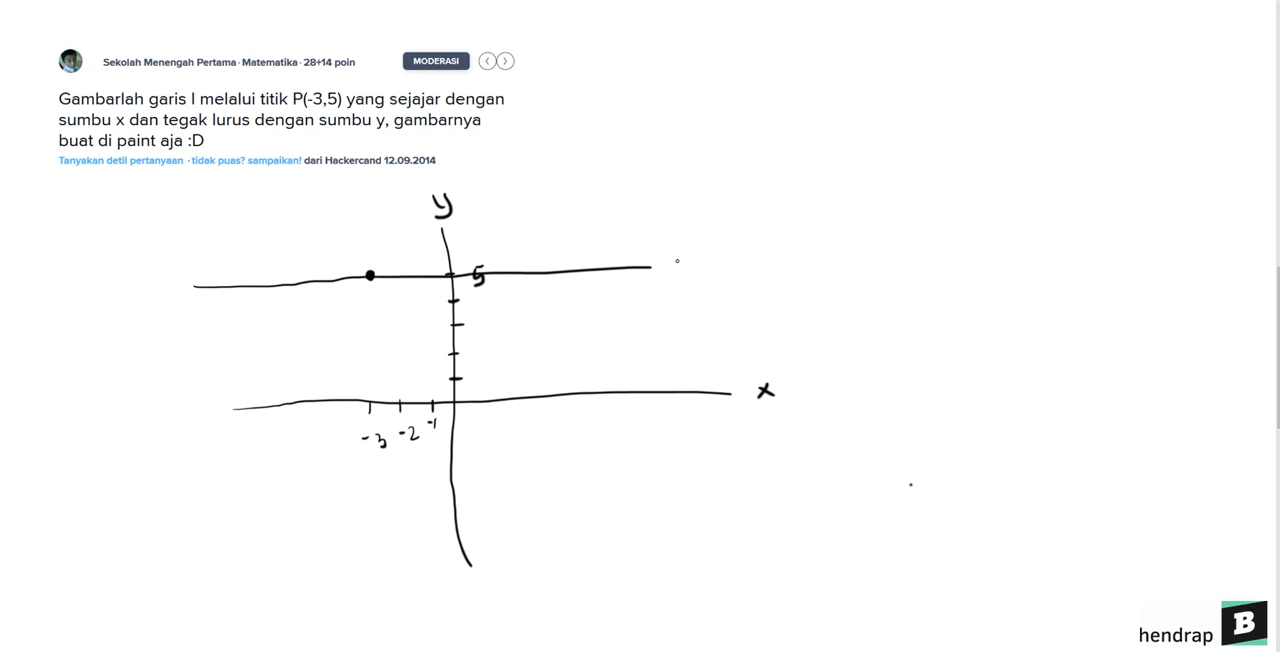 Sekolah Menengah Pertama · Matematika · 28+14 poin
MODERASI
Gambarlah garis l melalui titik P(-3,5) yang sejajar dengan
sumbu x dan tegak lurus dengan sumbu y, gambarnya
buat di paint aja :D
Tanyakan detil pertanyaan · tidak puas? sampaikan! dari Hackercand 12.09.2014
y
5
x
-3 -2 -1
hendrap B